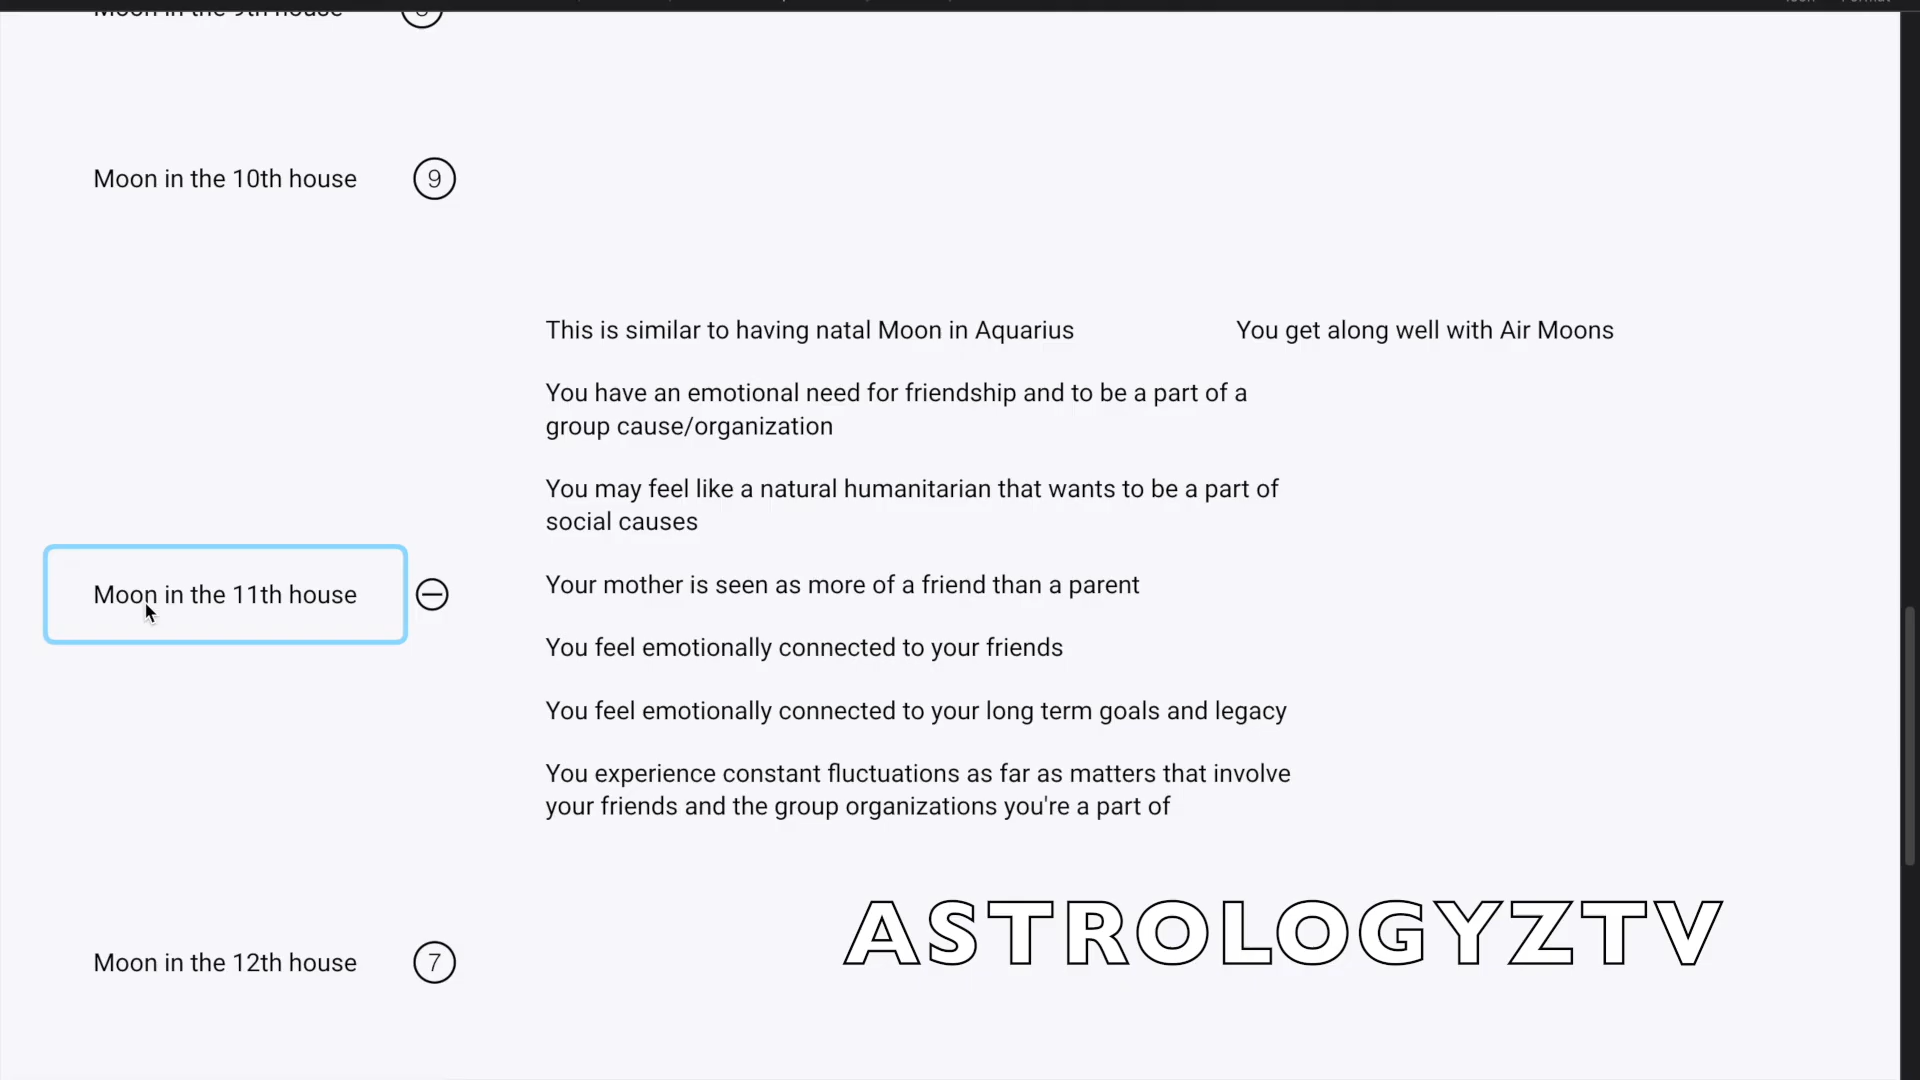 Moon in the 9th house
Moon in the 10th house 9
This is similar to having natal Moon in Aquarius You get along well with Air Moons
You have an emotional need for friendship and to be a part of a
group cause/organization
You may feel like a natural humanitarian that wants to be a part of
social causes
Moon in the 11th house
Your mother is seen as more of a friend than a parent
You feel emotionally connected to your friends
You feel emotionally connected to your long term goals and legacy
You experience constant fluctuations as far as matters that involve
your friends and the group organizations you're a part of
ASTROLOGYZTV
Moon in the 12th house 7